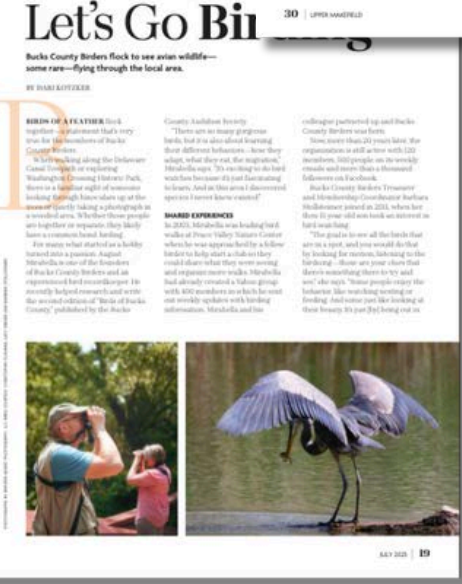 Let's Go Bir
30 | UPPER MAKEFIELD
Bucks County Birders flock to see avian wildlife—
some rare—flying through the local area.
BY DARI KOTZKER
BIRDS OF A FEATHER flock
together—a statement that's very
true for the members of Bucks
County Birders.
When walking along the Delaware
Canal Towpath or exploring
Washington Crossing Historic Park,
there is a familiar sight of someone
looking through binoculars up at the
trees or quietly taking a photograph in
a wooded area. Whether those people
are together or separate, they likely
have a common bond: birding.
For many, what started as a hobby
turned into a passion. August
Mirabella is one of the founders
of Bucks County Birders and an
experienced bird recordkeeper. He
recently helped research and write
the second edition of "Birds of Bucks
County," published by the Bucks
County Audubon Society.
"There are so many gorgeous
birds, but it is also about learning
their different behaviors—how they
adapt, what they eat, the migration,"
Mirabella says. "It's exciting to do bird
watches because it's just fascinating
to learn. And in this area I discovered
species I never knew existed."
SHARED EXPERIENCES
In Mirabella was leading bird
walks at Peace Valley Nature Center
when he was approached by a fellow
birder to help start a club so they
could share what they were seeing
and organize more walks. Mirabella
had already created a Yahoo group
with 400 members in which he sent
out weekly updates with birding
information. Mirabella and his
colleague partnered up and Bucks
County Birders was born.
Now, more than 20 years later, the
organization is still active with 120
members, 500 people on its weekly
emails and more than a thousand
followers on Facebook.
Bucks County Birders Treasurer
and Membership Coordinator Barbara
joined in 2011, when her
then 11-year-old son took an interest in
bird watching.
"The goal is to see all the birds that
are in a spot, and you would do that
by looking for motion, listening to the
birdsong—those are your clues that
there's something there to try and
see," she says. "Some people enjoy the
behavior, like watching nesting or
feeding. And some just like looking at
their beauty. It's just [by] being out in
JULY 2025 | 19